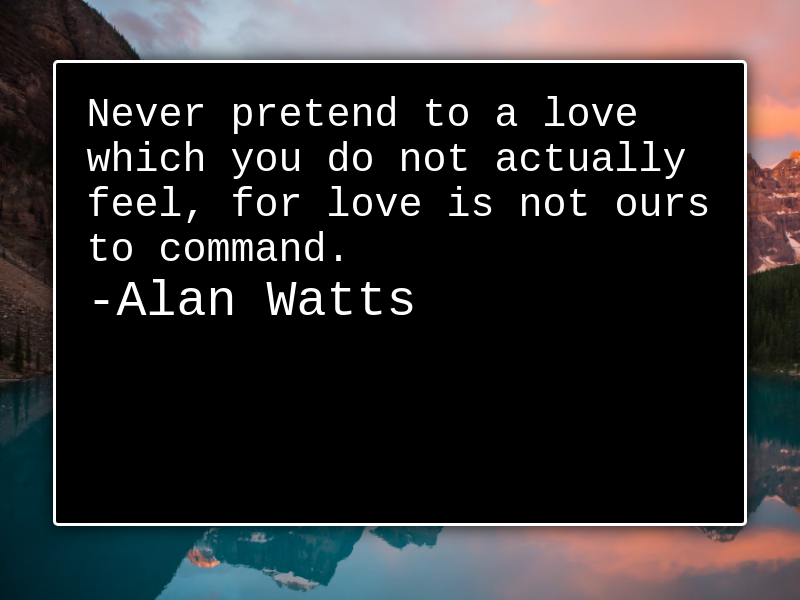 Never pretend to a love
which you do not actually
feel, for love is not ours
to command.
-Alan Watts